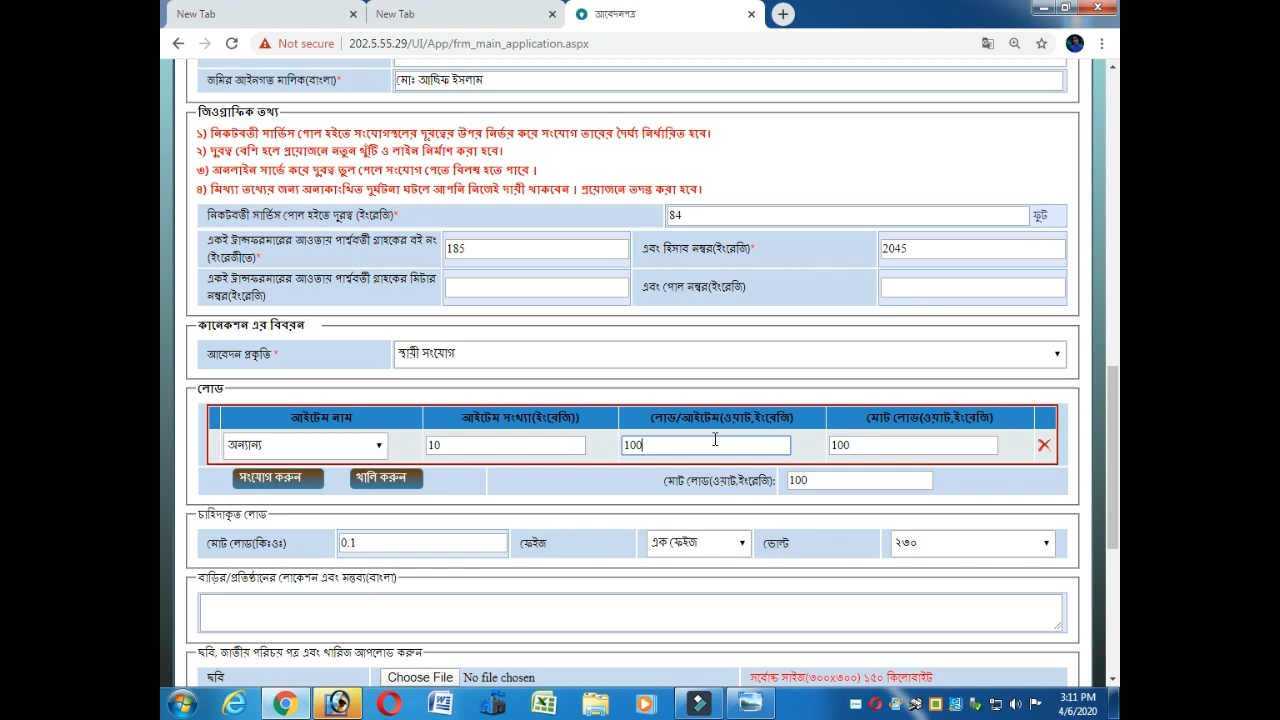 New Tab
New Tab
আবেদনপত্র
Not secure
202.5.55.29/UI/App/frm_main_application.aspx
জমির আইনগত মালিক(বাংলা)*
মোঃ আছিফ ইসলাম
জিওগ্রাফিক তথ্য
১) নিকটবর্তী সার্ভিস পোল হইতে সংযোগস্থলের দূরত্বের উপর নির্ভর করে সংযোগ তারের দৈর্ঘ্য নির্ধারিত হবে।
২) দুরত্ব বেশি হলে প্রয়োজনে নতুন খুঁটি ও লাইন নির্মাণ করা হবে।
৩) অনলাইন সার্ভে করে দুরত্ব ভুল পেলে সংযোগ পেতে বিলম্ব হতে পারে ।
৪) মিথ্যা তথ্যের জন্য অনাকাংখিত দুর্ঘটনা ঘটলে আপনি নিজেই দায়ী থাকবেন । প্রয়োজনে তদন্ত করা হবে।
নিকটবর্তী সার্ভিস পোল হইতে দূরত্ব (ইংরেজি)*
84
ফুট
একই ট্রান্সফরমারের আওতায় পার্শ্ববর্তী গ্রাহকের বই নং
(ইংরেজীতে)*
185
এবং হিসাব নম্বর(ইংরেজি)*
2045
একই ট্রান্সফরমারের আওতায় পার্শ্ববর্তী গ্রাহকের মিটার
নম্বর(ইংরেজি)
এবং পোল নম্বর(ইংরেজি)
কানেকশন এর বিবরন
আবেদন প্রকৃতি *
স্থায়ী সংযোগ
লোড
আইটেম নাম
আইটেম সংখ্যা(ইংরেজি))
লোড/আইটেম(ওয়াট,ইংরেজি)
মোট লোড(ওয়াট,ইংরেজি)
অন্যান্য
10
100
100
সংযোগ করুন
খালি করুন
মোট লোড(ওয়াট,ইংরেজি):
100
চাহিদাকৃত লোড
মোট লোড(কিঃওঃ)
0.1
ফেইজ
এক ফেইজ
ভোল্ট
২৩০
বাড়ির/প্রতিষ্ঠানের লোকেশন এবং মন্তব্য(বাংলা)
ছবি, জাতীয় পরিচয় পত্র এবং খারিজ আপলোড করুন
ছবি
Choose File No file chosen
সর্বোচ্চ সাইজ(৩০০x৩০০) ১৫০ কিলোবাইট
3:11 PM
4/6/2020